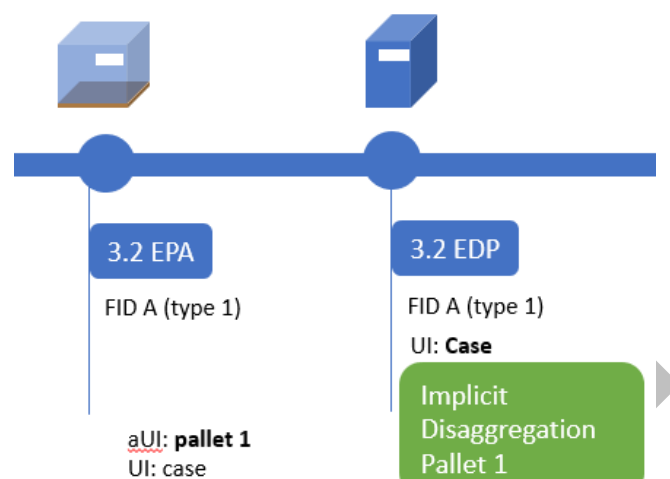 3.2 EPA
FID A (type 1)
aUI: pallet 1
UI: case
3.2 EDP
FID A (type 1)
UI: Case
Implicit
Disaggregation
Pallet 1